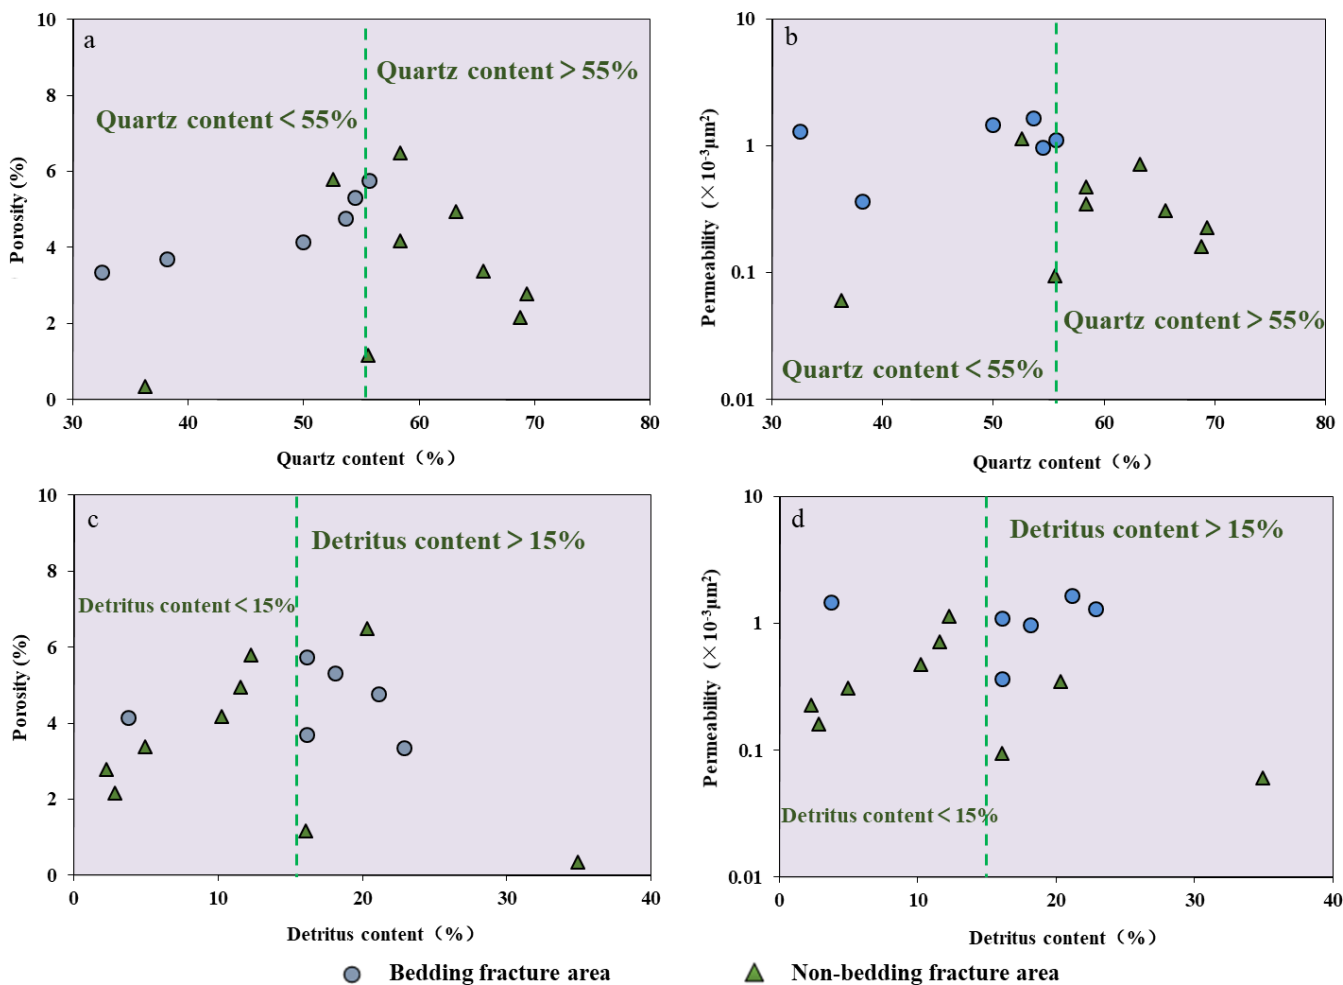 a
Quartz content > 55%
Quartz content < 55%
Porosity (%)
10
8
6
4
2
0
30 40 50 60 70 80
Quartz content（%）
b
Permeability (×10⁻³μm²)
10
1
0.1
0.01
Quartz content > 55%
Quartz content < 55%
30 40 50 60 70 80
Quartz content（%）
c
Detritus content > 15%
Detritus content < 15%
Porosity (%)
10
8
6
4
2
0
0 10 20 30 40
Detritus content（%）
d
Detritus content > 15%
Permeability (×10⁻³μm²)
10
1
0.1
0.01
Detritus content < 15%
0 10 20 30 40
Detritus content（%）
Bedding fracture area Non-bedding fracture area